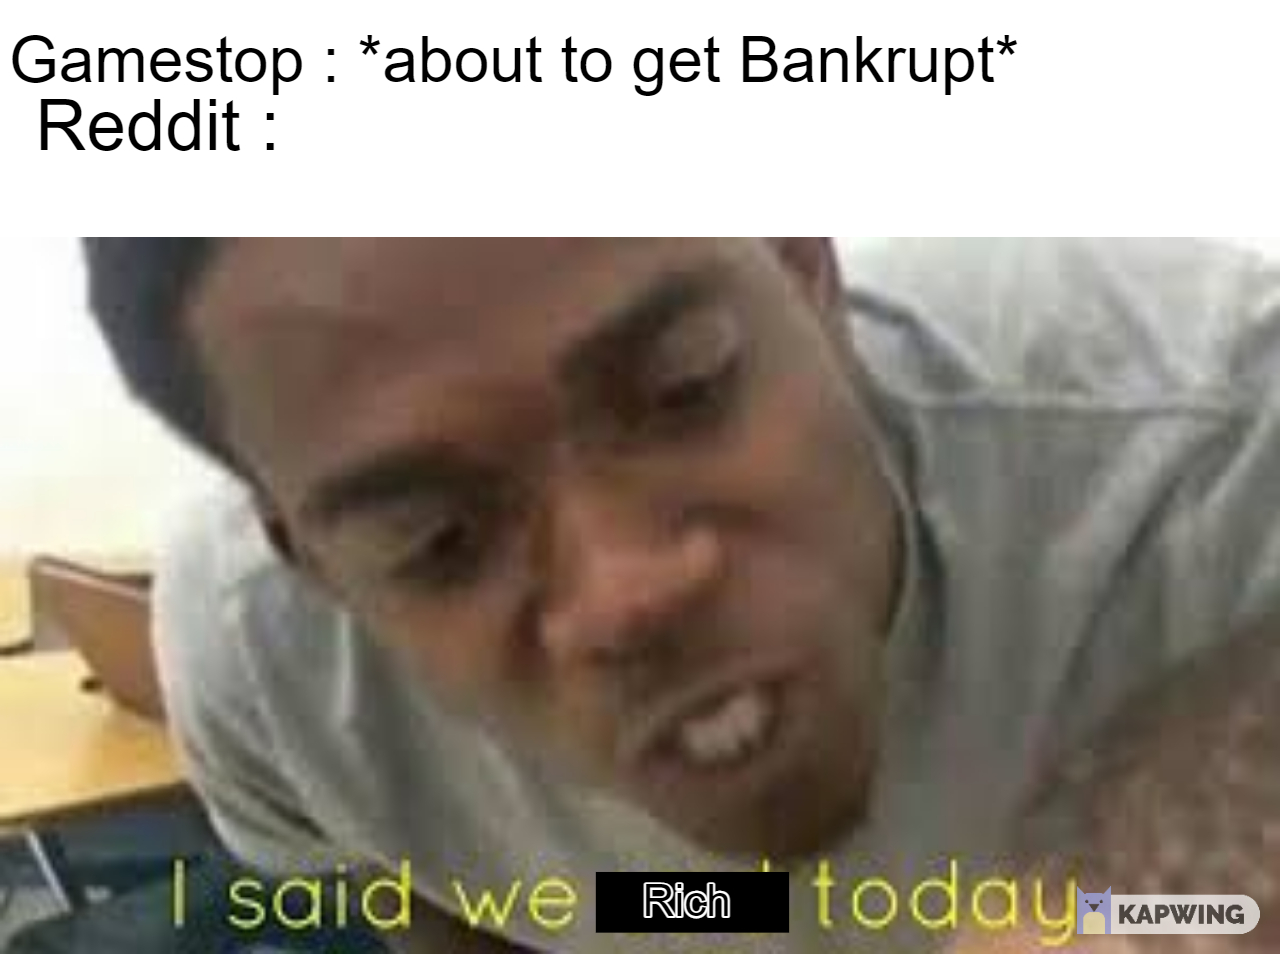 Gamestop : *about to get Bankrupt*
Reddit :
I said we Rich today
KAPWING